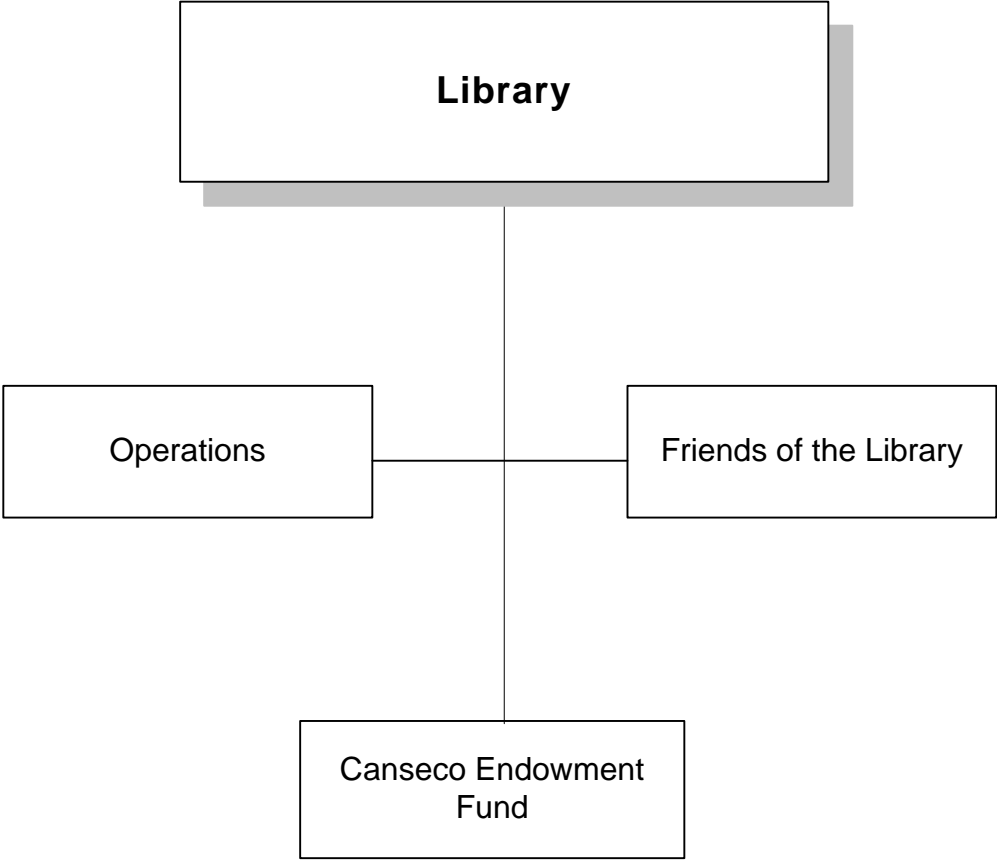 Library
Operations
Friends of the Library
Canseco Endowment
Fund